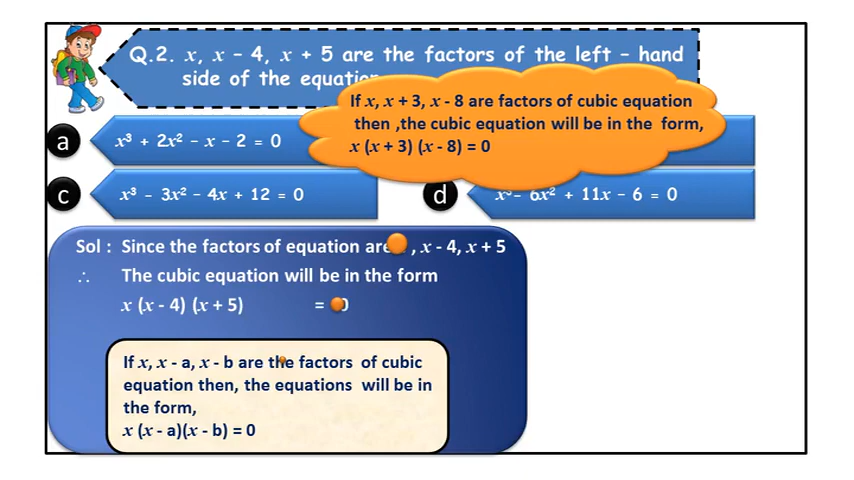 Q.2. x, x – 4, x + 5 are the factors of the left – hand
side of the equation
If x, x + 3, x - 8 are factors of cubic equation
then ,the cubic equation will be in the form,
x (x + 3) (x - 8) = 0
a x³ + 2x² – x – 2 = 0
c x³ – 3x² – 4x + 12 = 0
d x³– 6x² + 11x – 6 = 0
Sol : Since the factors of equation are , x - 4, x + 5
∴ The cubic equation will be in the form
x (x - 4) (x + 5) = 0
If x, x - a, x - b are the factors of cubic
equation then, the equations will be in
the form,
x (x - a)(x - b) = 0